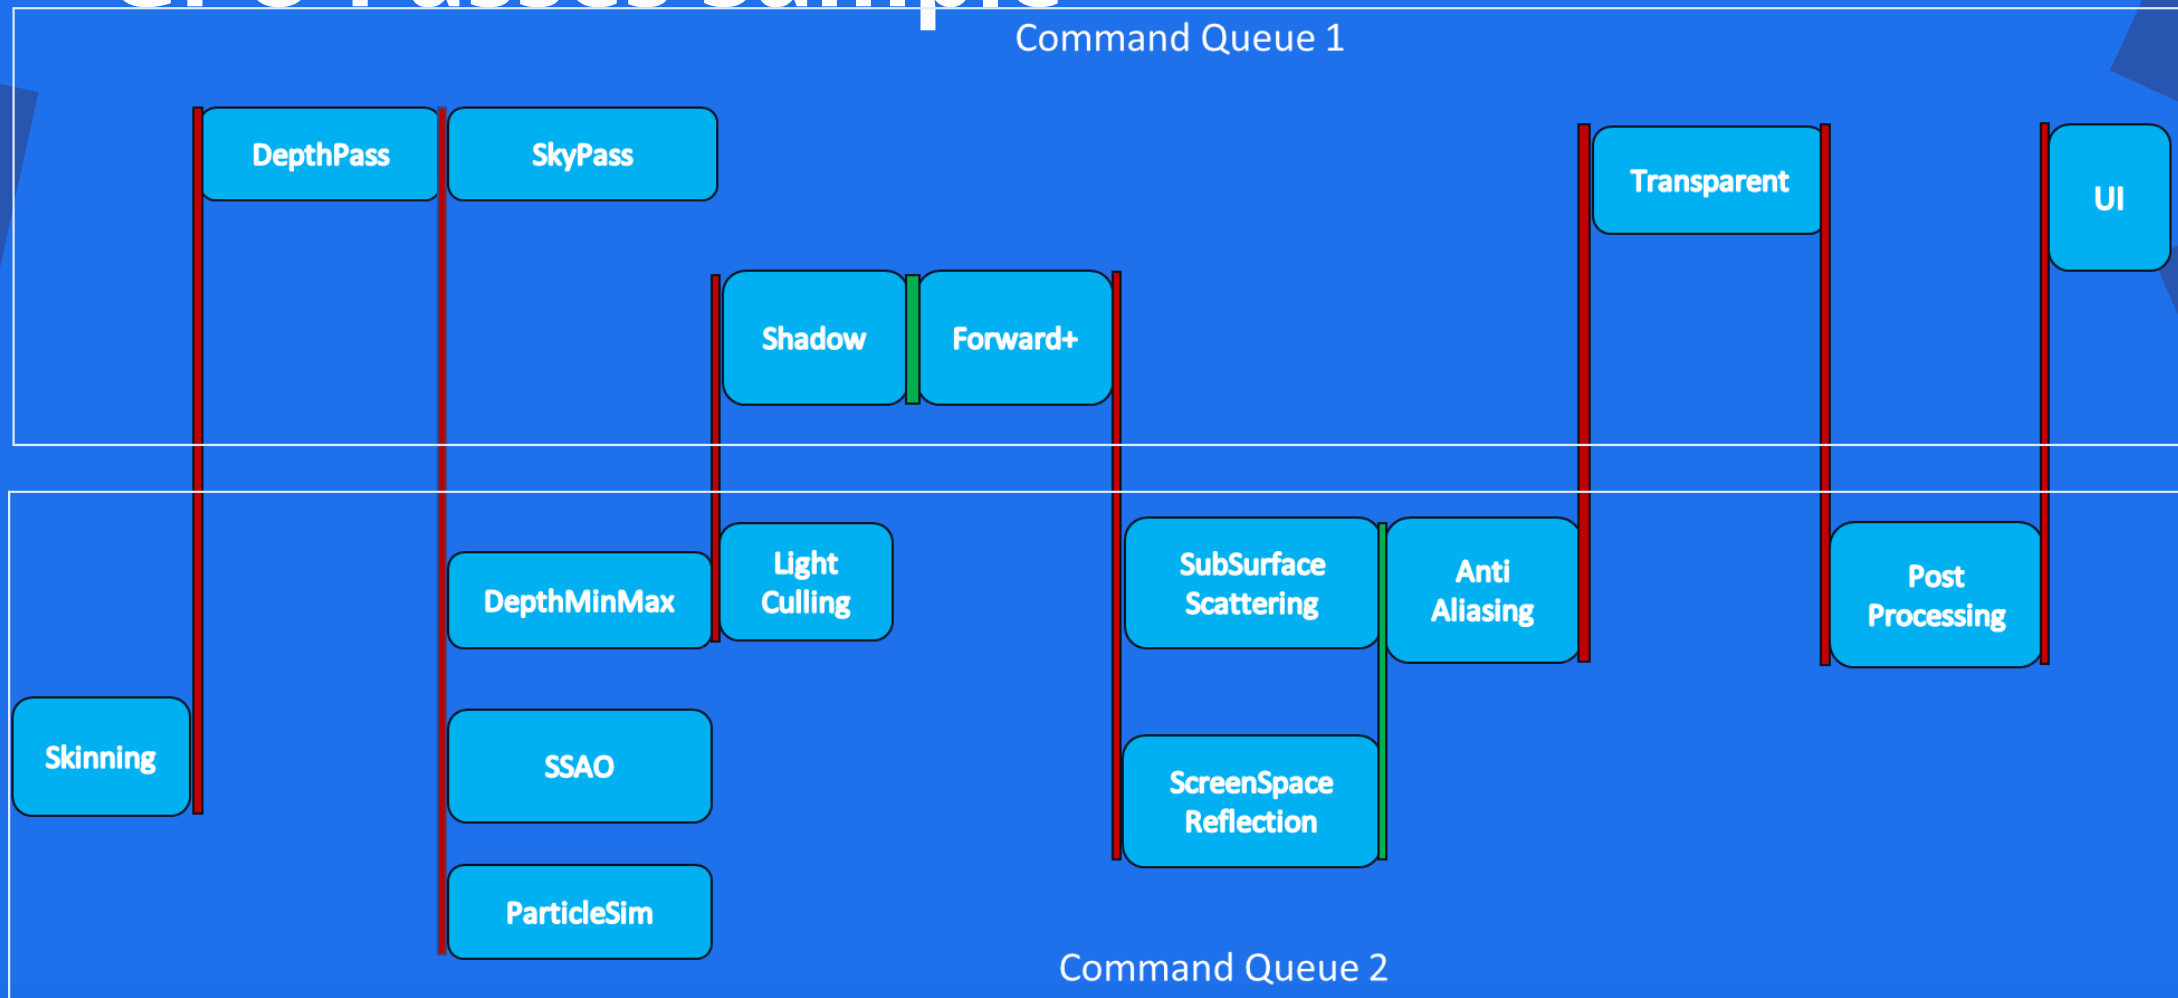 Command Queue 1
DepthPass
SkyPass
Transparent
UI
Shadow
Forward+
Light
Culling
DepthMinMax
SubSurface
Scattering
Anti
Aliasing
Post
Processing
Skinning
SSAO
ScreenSpace
Reflection
ParticleSim
Command Queue 2